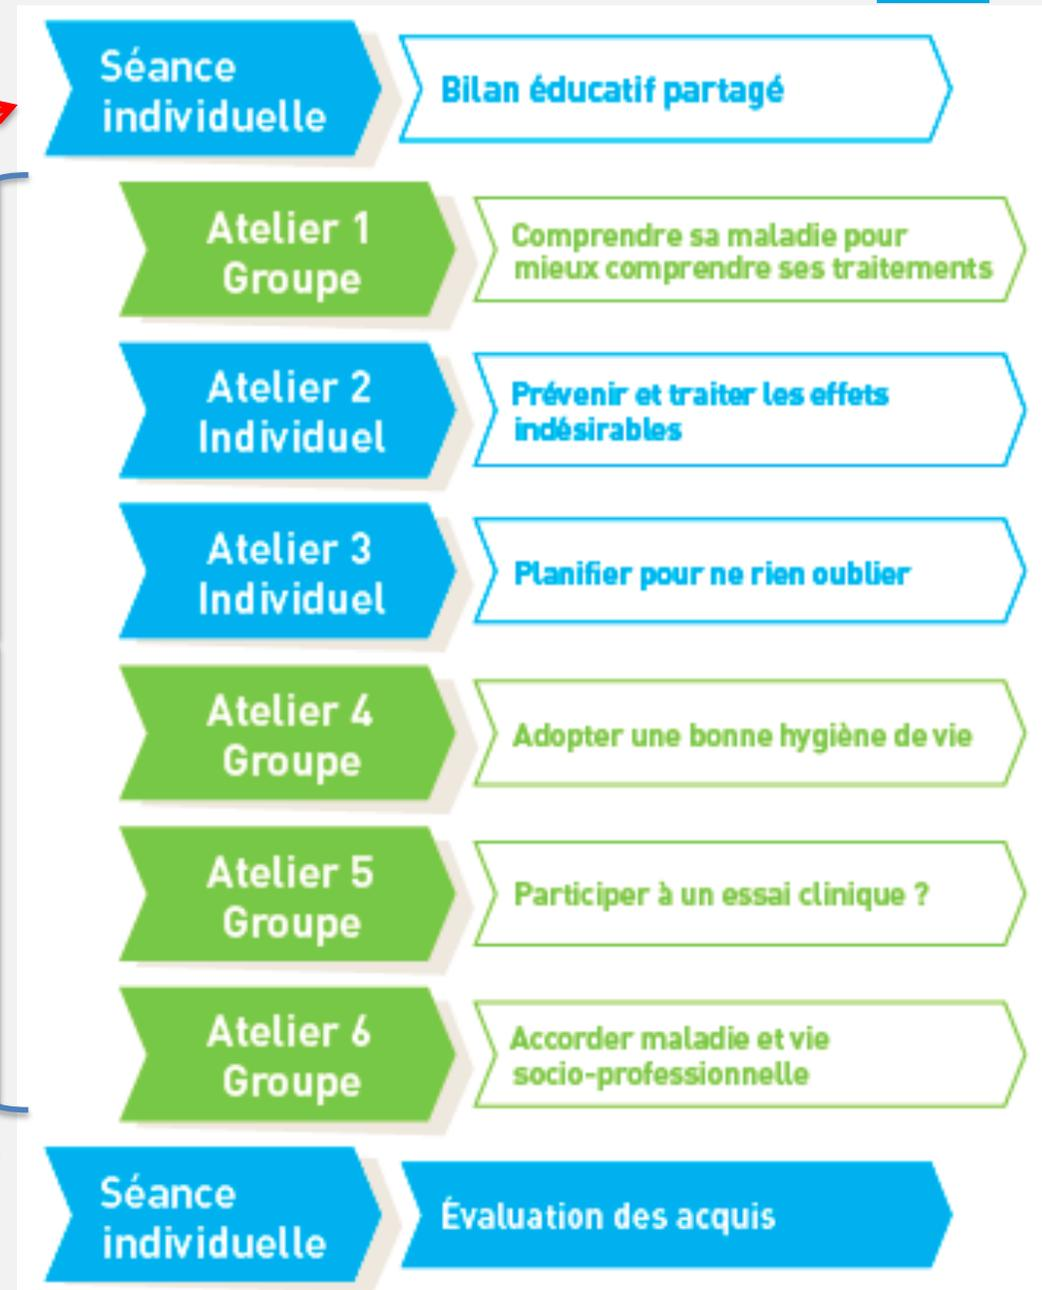 Séance
individuelle
Bilan éducatif partagé
Atelier 1
Groupe
Comprendre sa maladie pour
mieux comprendre ses traitements
Atelier 2
Individuel
Prévenir et traiter les effets
indésirables
Atelier 3
Individuel
Planifier pour ne rien oublier
Atelier 4
Groupe
Adopter une bonne hygiène de vie
Atelier 5
Groupe
Participer à un essai clinique ?
Atelier 6
Groupe
Accorder maladie et vie
socio-professionnelle
Séance
individuelle
Évaluation des acquis